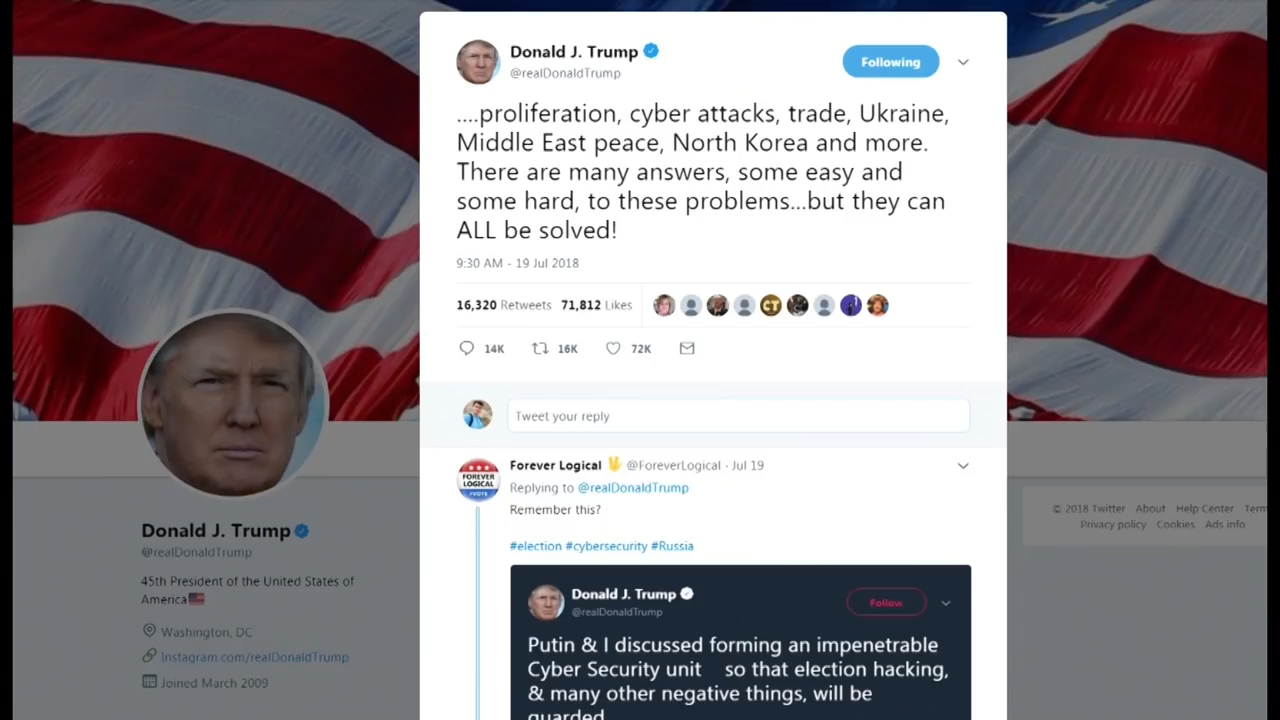 Donald J. Trump
@realDonaldTrump
Following
....proliferation, cyber attacks, trade, Ukraine,
Middle East peace, North Korea and more.
There are many answers, some easy and
some hard, to these problems...but they can
ALL be solved!
9:30 AM - 19 Jul 2018
16,320 Retweets 71,812 Likes
14K 16K 72K
Tweet your reply
FOREVER
LOGICAL
Forever Logical @ForeverLogical · Jul 19
Replying to @realDonaldTrump
Remember this?
#election #cybersecurity #Russia
Donald J. Trump
@realDonaldTrump
Follow
Putin & I discussed forming an impenetrable
Cyber Security unit so that election hacking,
& many other negative things, will be
guarded
Donald J. Trump
@realDonaldTrump
45th President of the United States of
America
Washington, DC
Instagram.com/realDonaldTrump
Joined March 2009
© 2018 Twitter About Help Center Term
Privacy policy Cookies Ads info